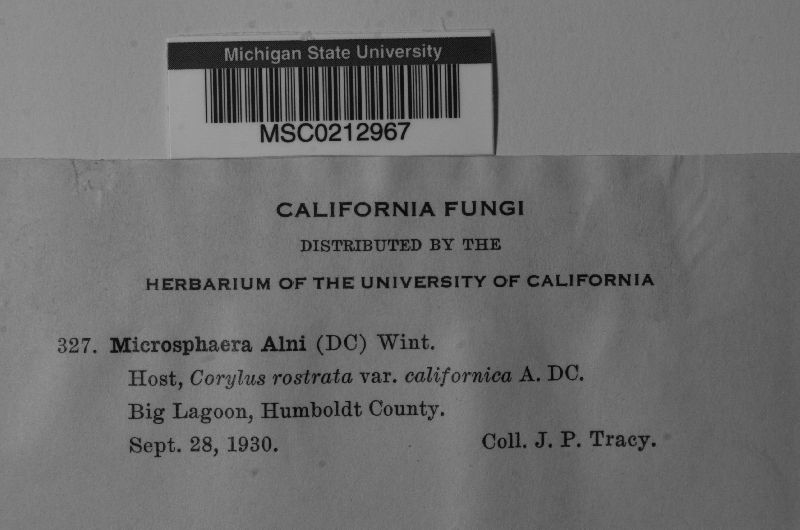 Michigan State University
MSC0212967
CALIFORNIA FUNGI
DISTRIBUTED BY THE
HERBARIUM OF THE UNIVERSITY OF CALIFORNIA
327. Microsphaera Alni (DC) Wint.
Host, Corylus rostrata var. californica A. DC.
Big Lagoon, Humboldt County.
Sept. 28, 1930. Coll. J. P. Tracy.